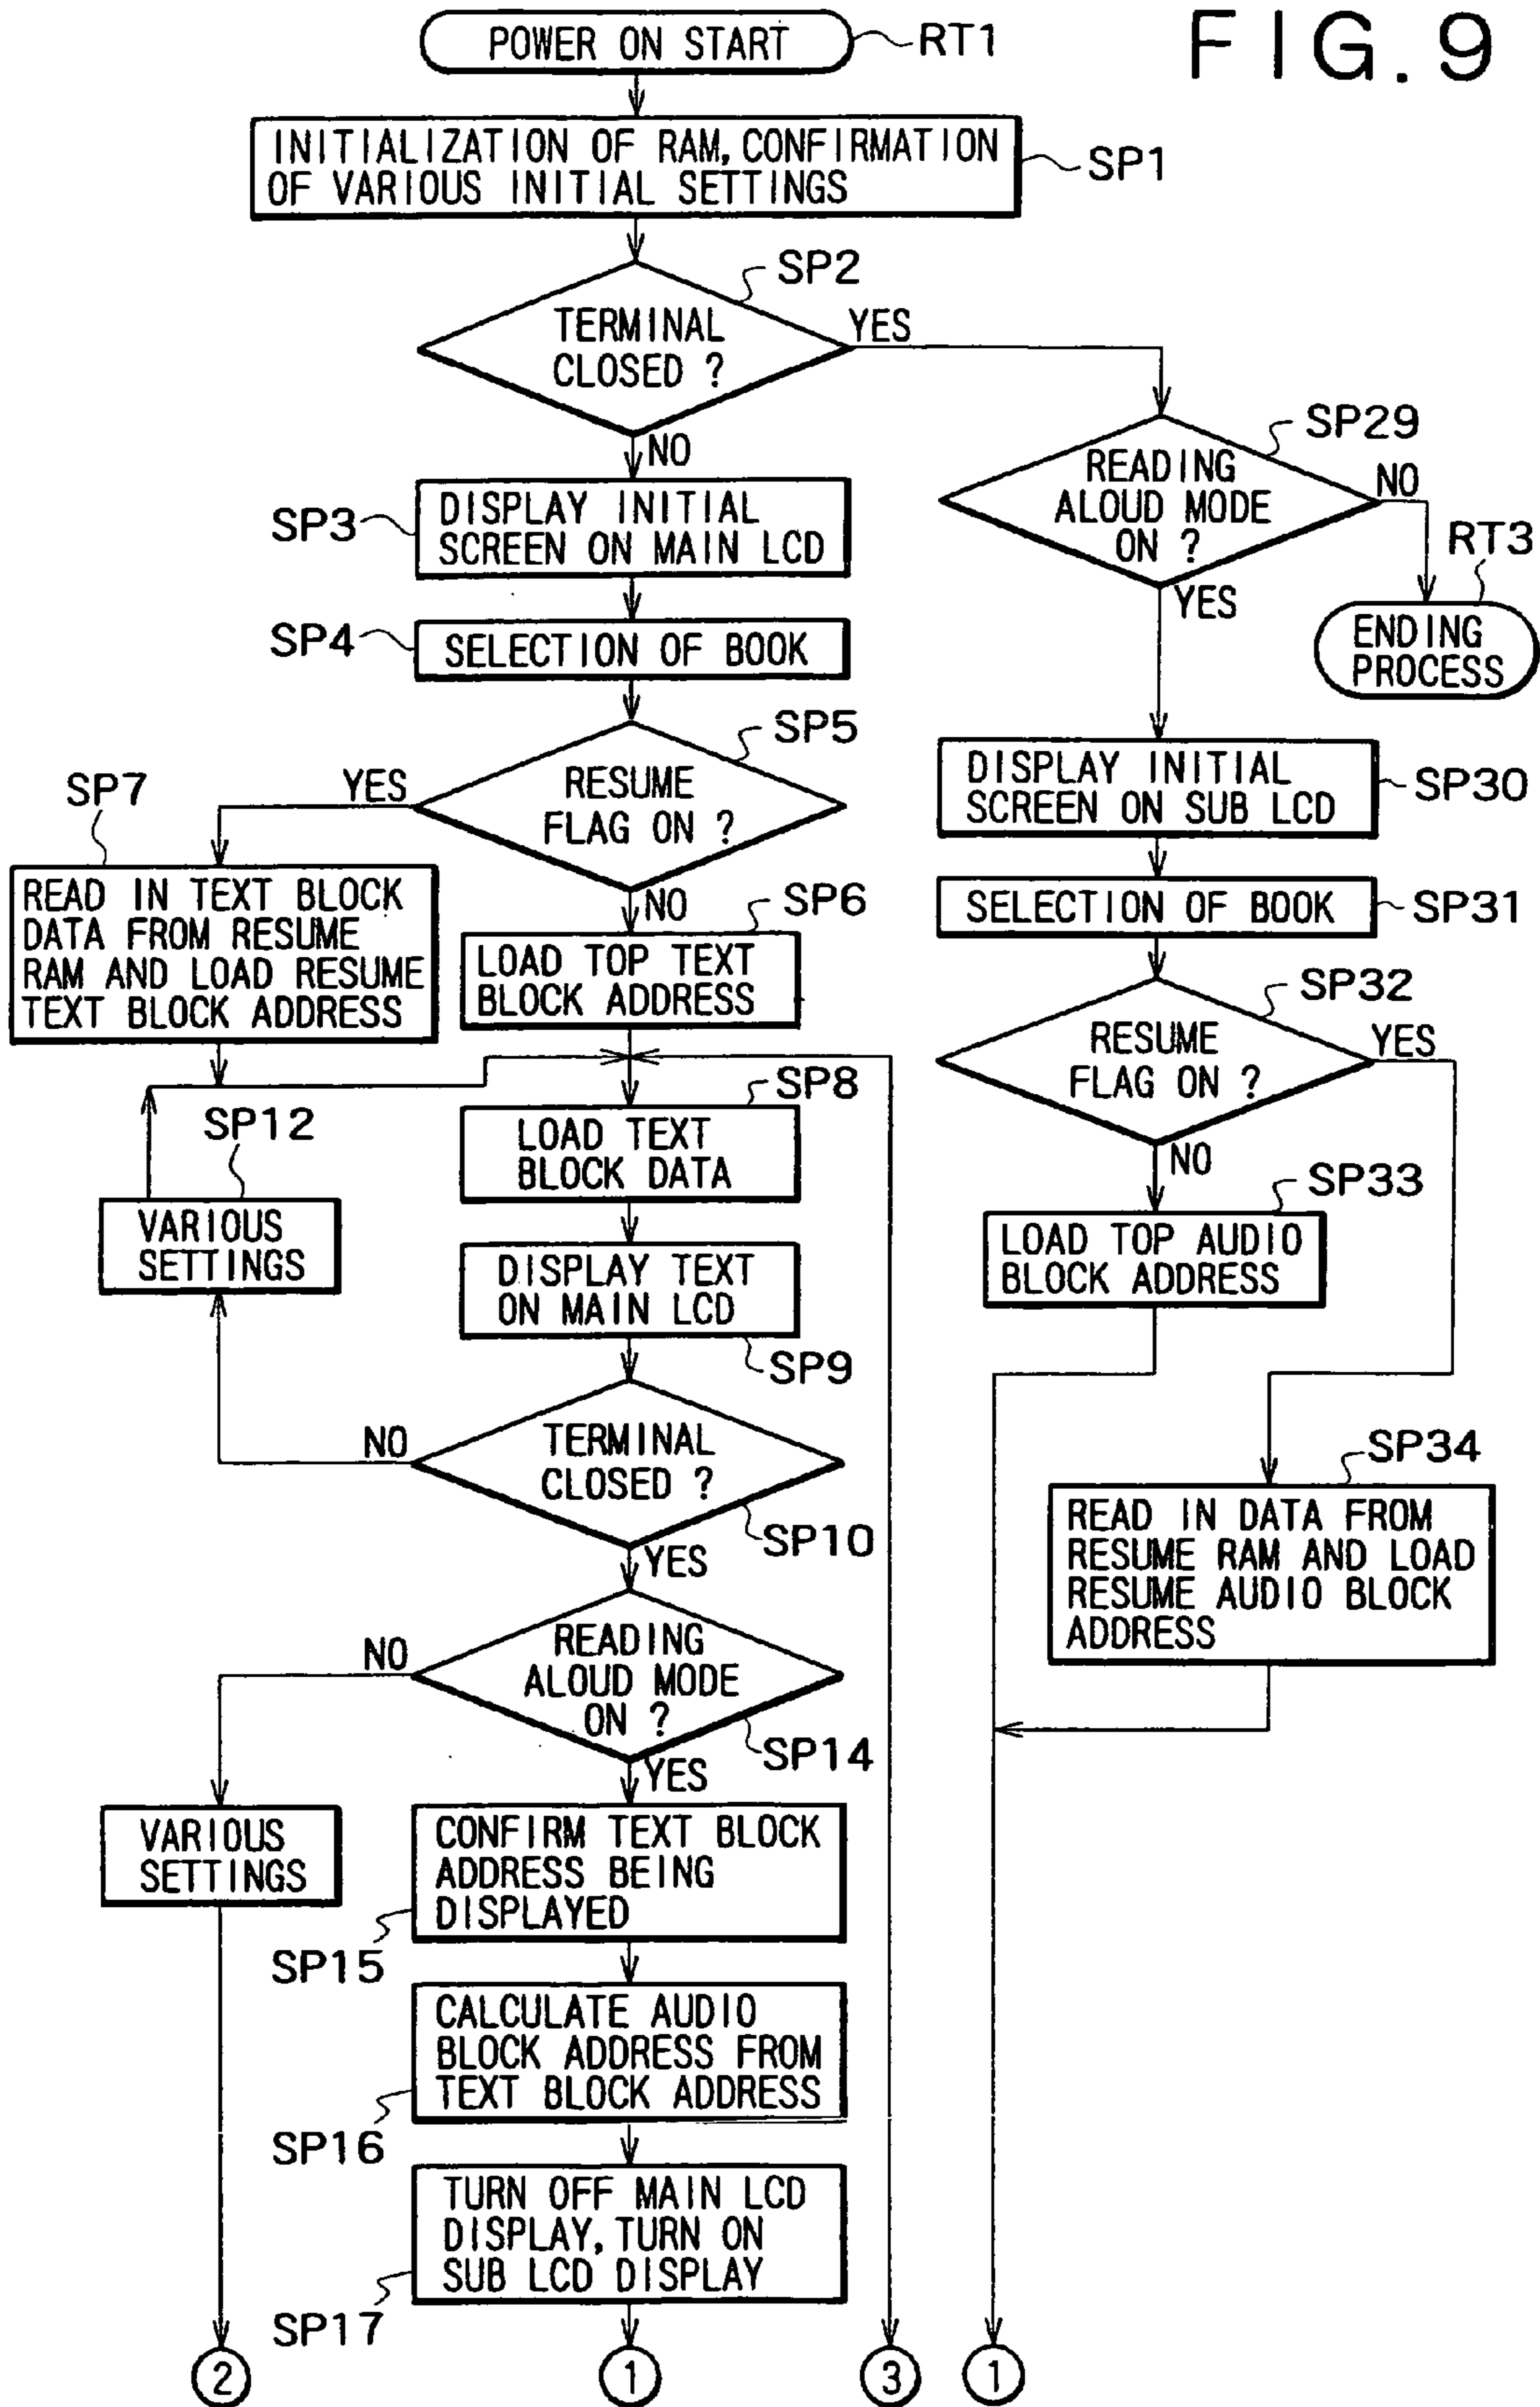 FIG. 9
POWER ON START
RT1
INITIALIZATION OF RAM, CONFIRMATION
OF VARIOUS INITIAL SETTINGS
SP1
SP2
TERMINAL
CLOSED ?
YES
NO
SP29
READING
ALOUD MODE
ON ?
NO
YES
RT3
ENDING
PROCESS
SP3
DISPLAY INITIAL
SCREEN ON MAIN LCD
SP4
SELECTION OF BOOK
SP5
RESUME
FLAG ON ?
YES
NO
SP7
READ IN TEXT BLOCK
DATA FROM RESUME
RAM AND LOAD RESUME
TEXT BLOCK ADDRESS
SP6
LOAD TOP TEXT
BLOCK ADDRESS
SP30
DISPLAY INITIAL
SCREEN ON SUB LCD
SP31
SELECTION OF BOOK
SP32
RESUME
FLAG ON ?
YES
NO
SP8
LOAD TEXT
BLOCK DATA
SP12
VARIOUS
SETTINGS
SP33
LOAD TOP AUDIO
BLOCK ADDRESS
DISPLAY TEXT
ON MAIN LCD
SP9
TERMINAL
CLOSED ?
NO
SP10
YES
SP34
READ IN DATA FROM
RESUME RAM AND LOAD
RESUME AUDIO BLOCK
ADDRESS
READING
ALOUD MODE
ON ?
NO
SP14
YES
VARIOUS
SETTINGS
CONFIRM TEXT BLOCK
ADDRESS BEING
DISPLAYED
SP15
CALCULATE AUDIO
BLOCK ADDRESS FROM
TEXT BLOCK ADDRESS
SP16
TURN OFF MAIN LCD
DISPLAY, TURN ON
SUB LCD DISPLAY
SP17
2
1
3
1